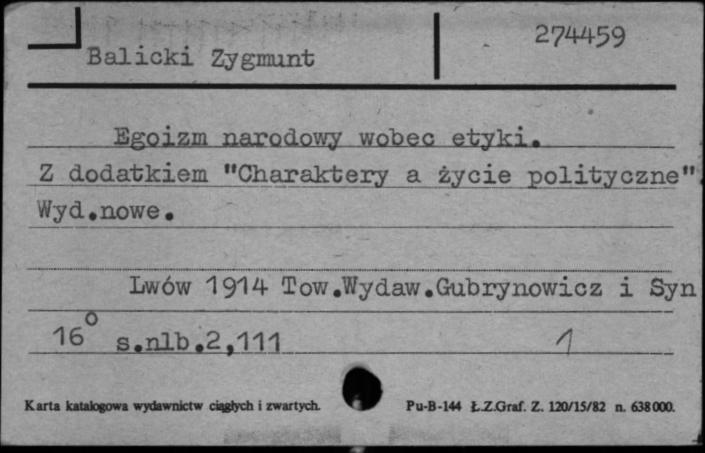 274459
Balicki Zygmunt
Egoizm narodowy wobec etyki.
Z dodatkiem "Charaktery a życie polityczne".
Wyd.nowe.
Lwów 1914 Tow.Wydaw.Gubrynowicz i Syn
16° s.nlb.2,111 1
Karta katalogowa wydawnictw ciągłych i zwartych. Pu-B-144 Ł.Z.Graf. Z. 120/15/82 n. 638000.